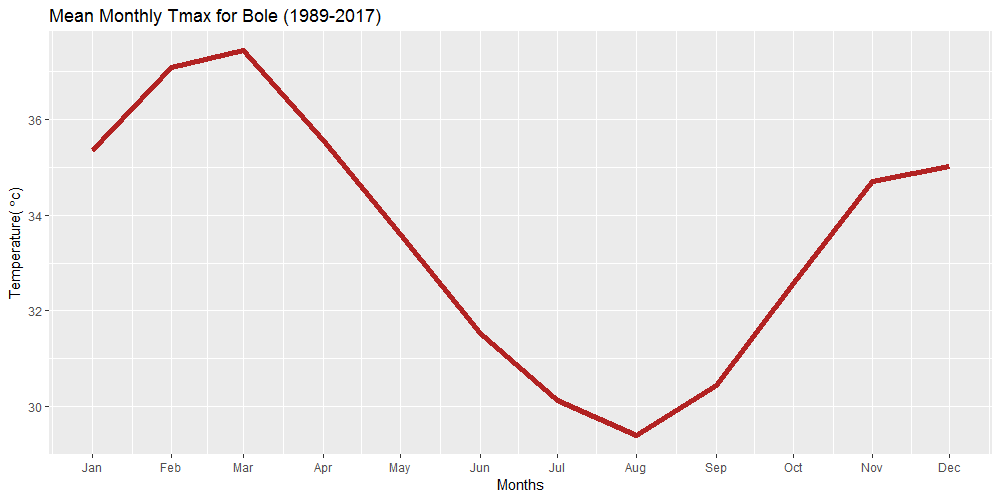 Mean Monthly Tmax for Bole (1989-2017)
Temperature( °c)
36
34
32
30
Jan Feb Mar Apr May Jun Jul Aug Sep Oct Nov Dec
Months